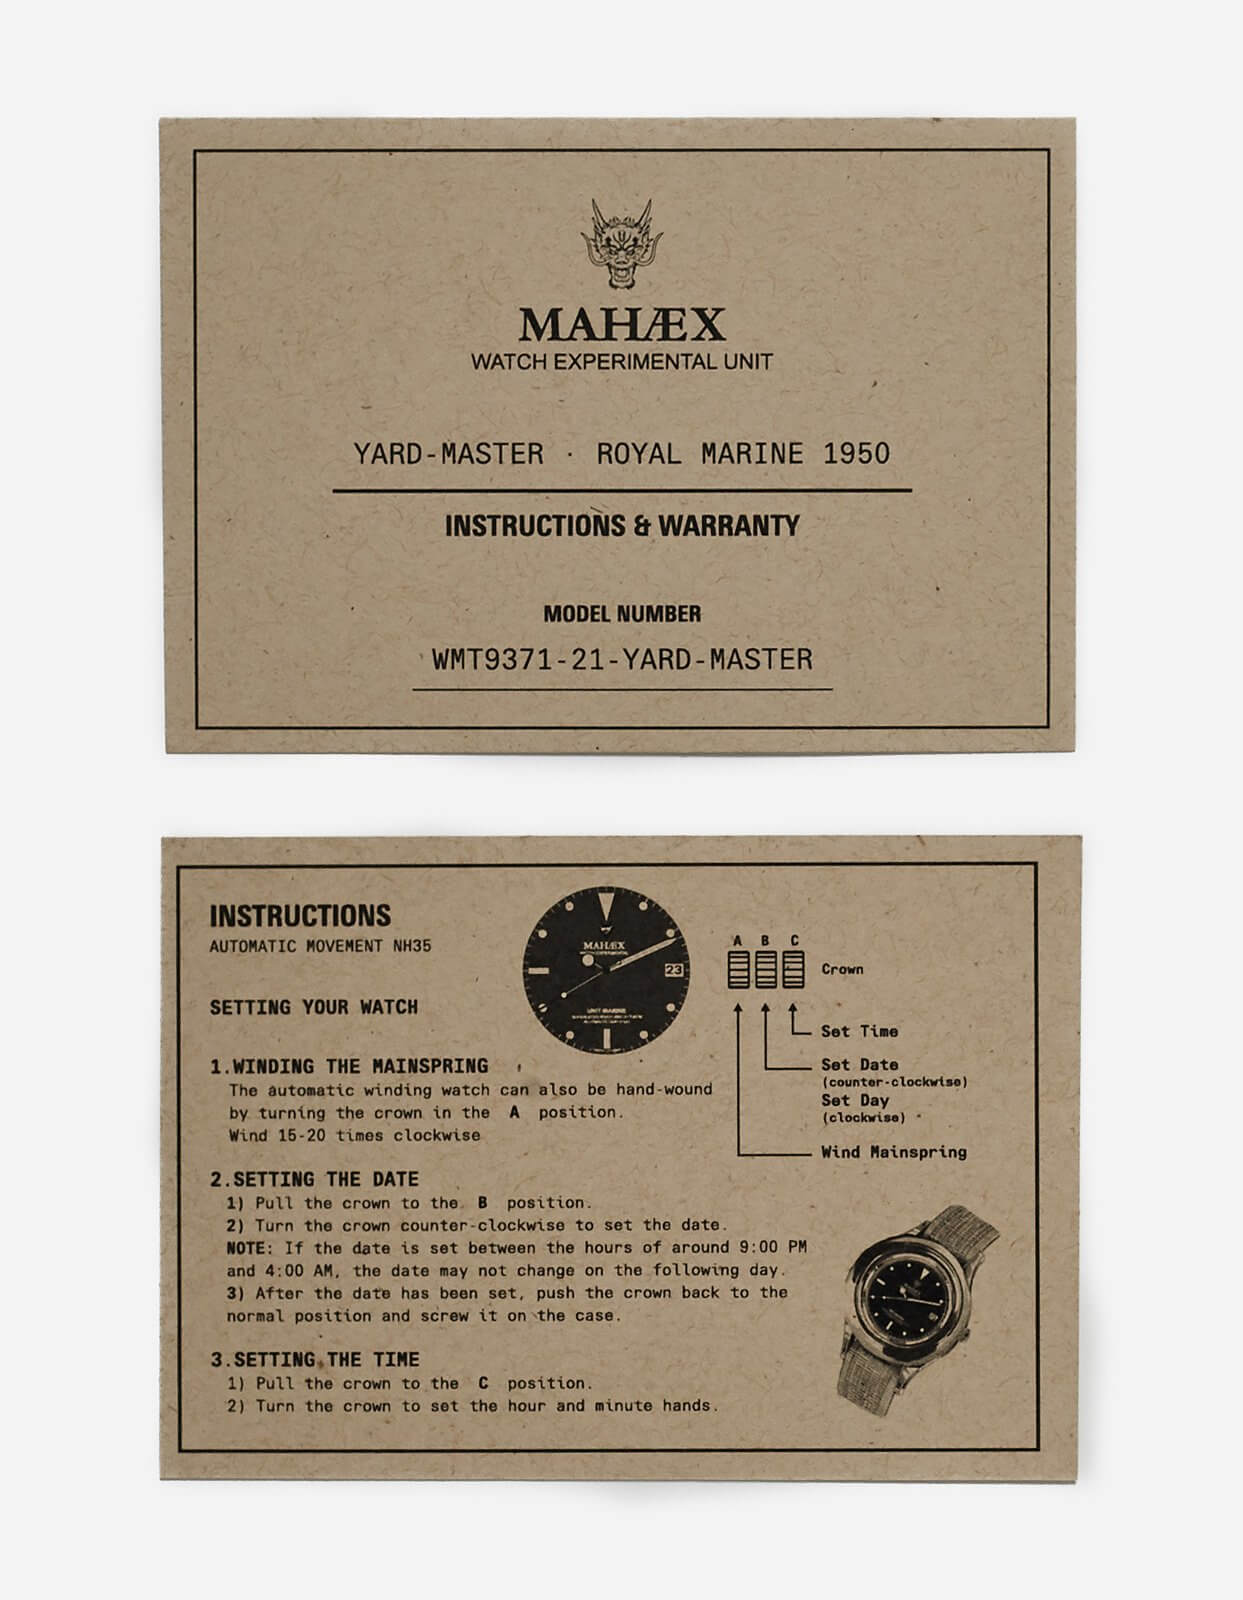 MAHÆX
WATCH EXPERIMENTAL UNIT
YARD-MASTER · ROYAL MARINE 1950
INSTRUCTIONS & WARRANTY
MODEL NUMBER
WMT9371-21-YARD-MASTER
INSTRUCTIONS
AUTOMATIC MOVEMENT NH35
SETTING YOUR WATCH
MAHÆX
23
UNIT MARINE
A B C
Crown
Set Time
Set Date
(counter-clockwise)
Set Day
(clockwise)
Wind Mainspring
1.WINDING THE MAINSPRING
The automatic winding watch can also be hand-wound
by turning the crown in the A position.
Wind 15-20 times clockwise
2.SETTING THE DATE
1) Pull the crown to the B position.
2) Turn the crown counter-clockwise to set the date.
NOTE: If the date is set between the hours of around 9:00 PM
and 4:00 AM, the date may not change on the following day.
3) After the date has been set, push the crown back to the
normal position and screw it on the case.
3.SETTING THE TIME
1) Pull the crown to the C position.
2) Turn the crown to set the hour and minute hands.